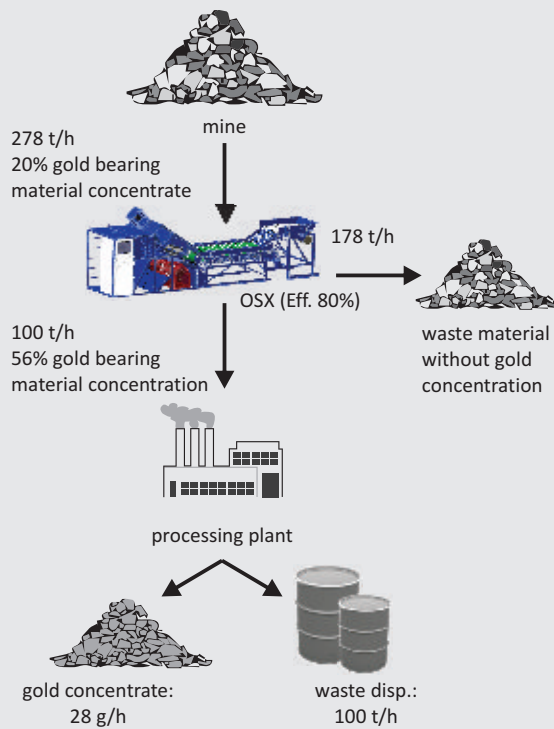 mine
278 t/h
20% gold bearing
material concentrate
178 t/h
OSX (Eff. 80%)
waste material
without gold
concentration
100 t/h
56% gold bearing
material concentration
processing plant
gold concentrate:
28 g/h
waste disp.:
100 t/h